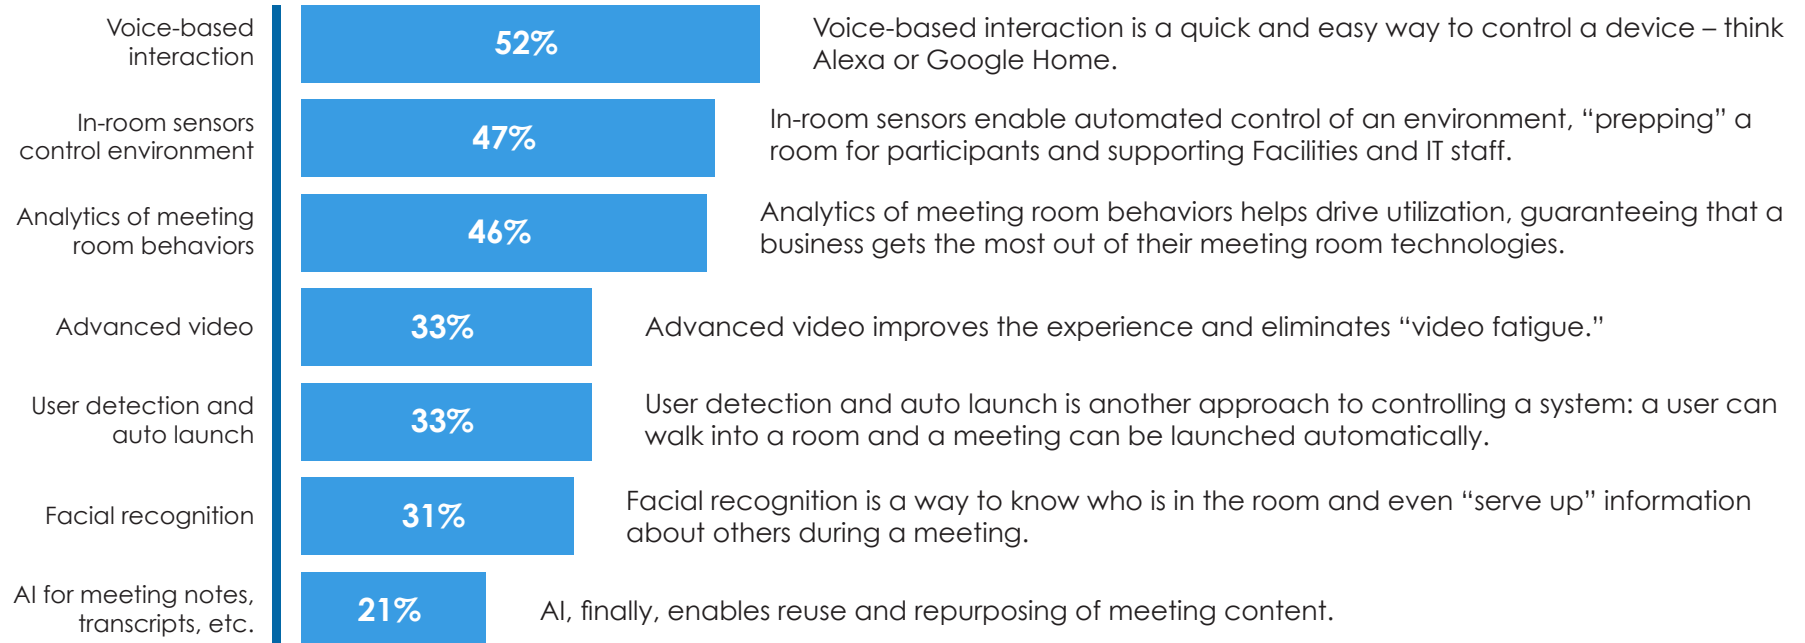 Voice-based
interaction
52%
Voice-based interaction is a quick and easy way to control a device – think
Alexa or Google Home.
In-room sensors
control environment
47%
In-room sensors enable automated control of an environment, “prepping” a
room for participants and supporting Facilities and IT staff.
Analytics of meeting
room behaviors
46%
Analytics of meeting room behaviors helps drive utilization, guaranteeing that a
business gets the most out of their meeting room technologies.
Advanced video
33%
Advanced video improves the experience and eliminates “video fatigue.”
User detection and
auto launch
33%
User detection and auto launch is another approach to controlling a system: a user can
walk into a room and a meeting can be launched automatically.
Facial recognition
31%
Facial recognition is a way to know who is in the room and even “serve up” information
about others during a meeting.
AI for meeting notes,
transcripts, etc.
21%
AI, finally, enables reuse and repurposing of meeting content.